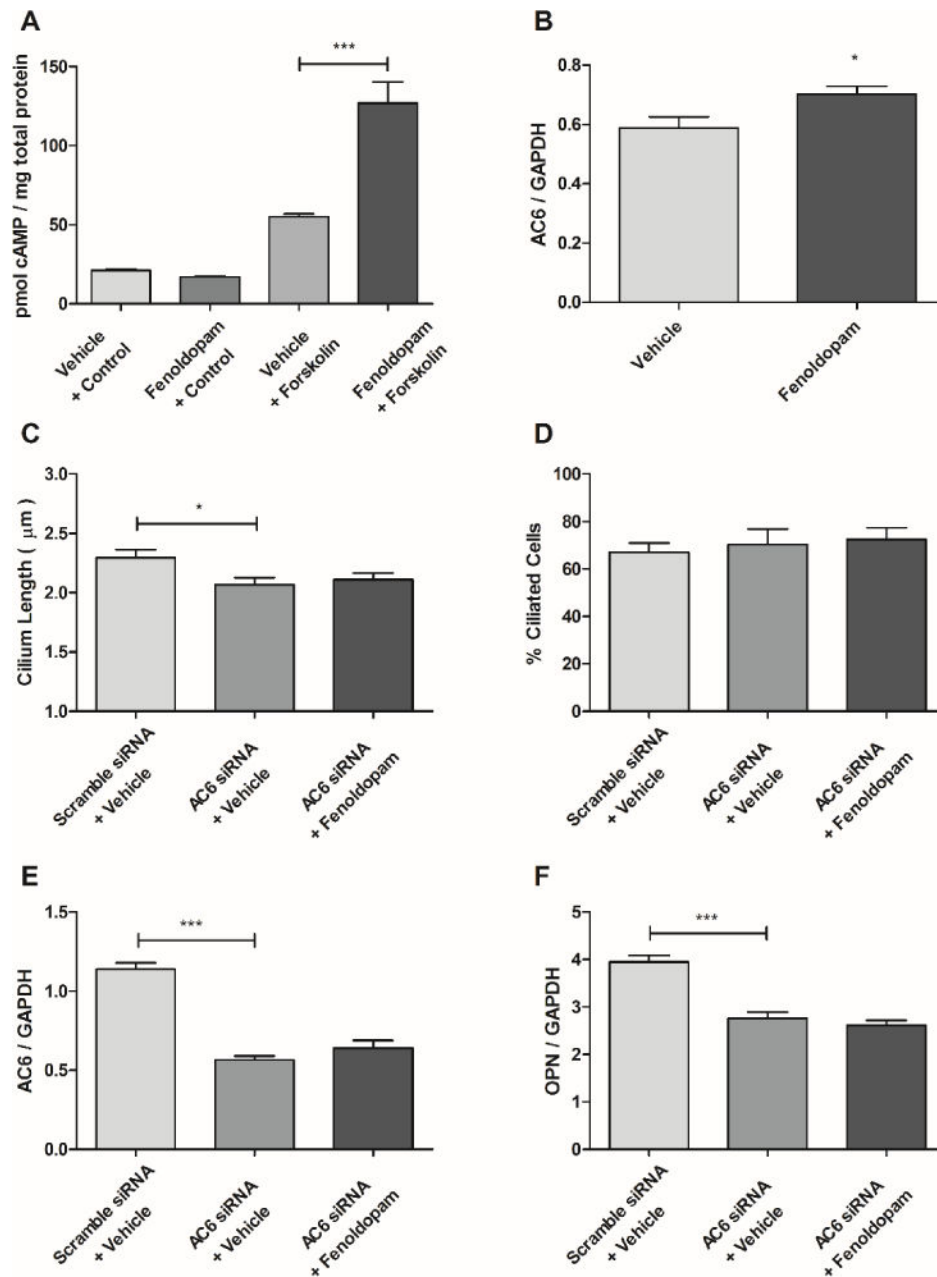 A
pmol cAMP / mg total protein
150
100
50
0
***
Vehicle
+ Control
Fenoldopam
+ Control
Vehicle
+ Forskolin
Fenoldopam
+ Forskolin
B
AC6 / GAPDH
0.8
0.6
0.4
0.2
0.0
*
Vehicle
Fenoldopam
C
Cilium Length ( μm )
3.0
2.5
2.0
1.5
1.0
*
Scramble siRNA
+ Vehicle
AC6 siRNA
+ Vehicle
AC6 siRNA
+ Fenoldopam
D
% Ciliated Cells
100
80
60
40
20
0
Scramble siRNA
+ Vehicle
AC6 siRNA
+ Vehicle
AC6 siRNA
+ Fenoldopam
E
AC6 / GAPDH
1.5
1.0
0.5
0.0
***
Scramble siRNA
+ Vehicle
AC6 siRNA
+ Vehicle
AC6 siRNA
+ Fenoldopam
F
OPN / GAPDH
5
4
3
2
1
0
***
Scramble siRNA
+ Vehicle
AC6 siRNA
+ Vehicle
AC6 siRNA
+ Fenoldopam